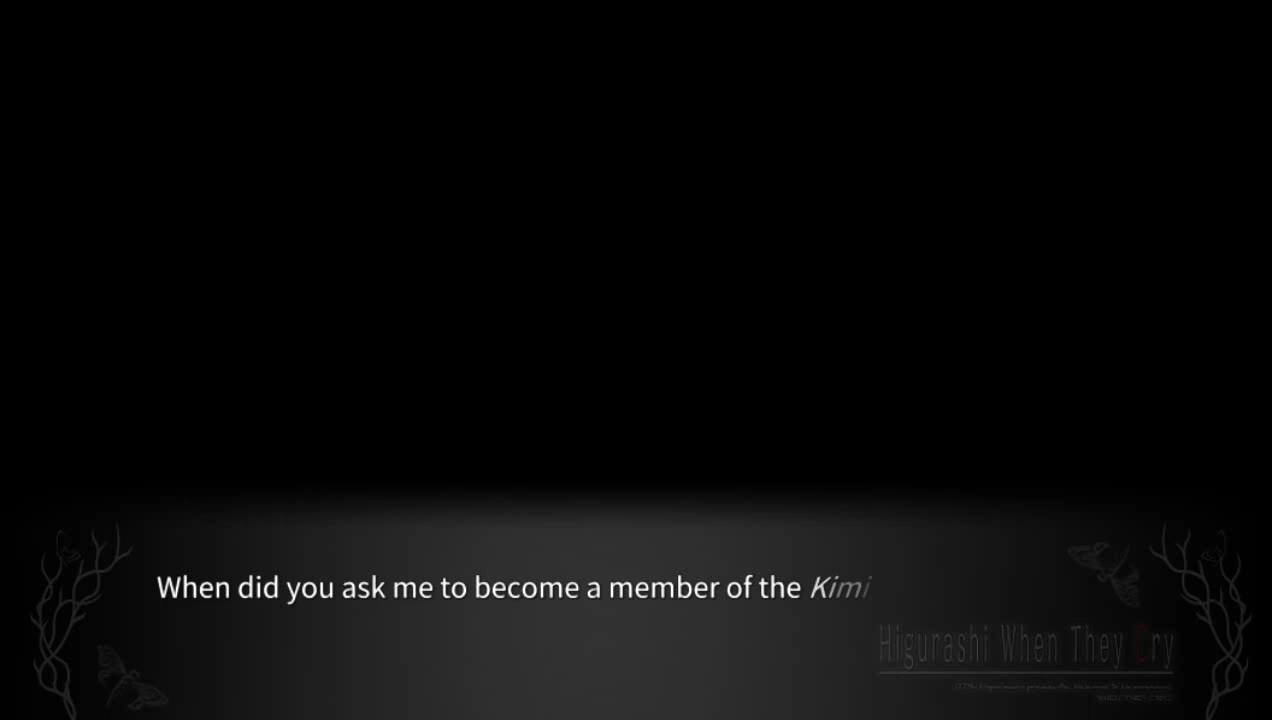 When did you ask me to become a member of the Kimi
Higurashi When They Cry